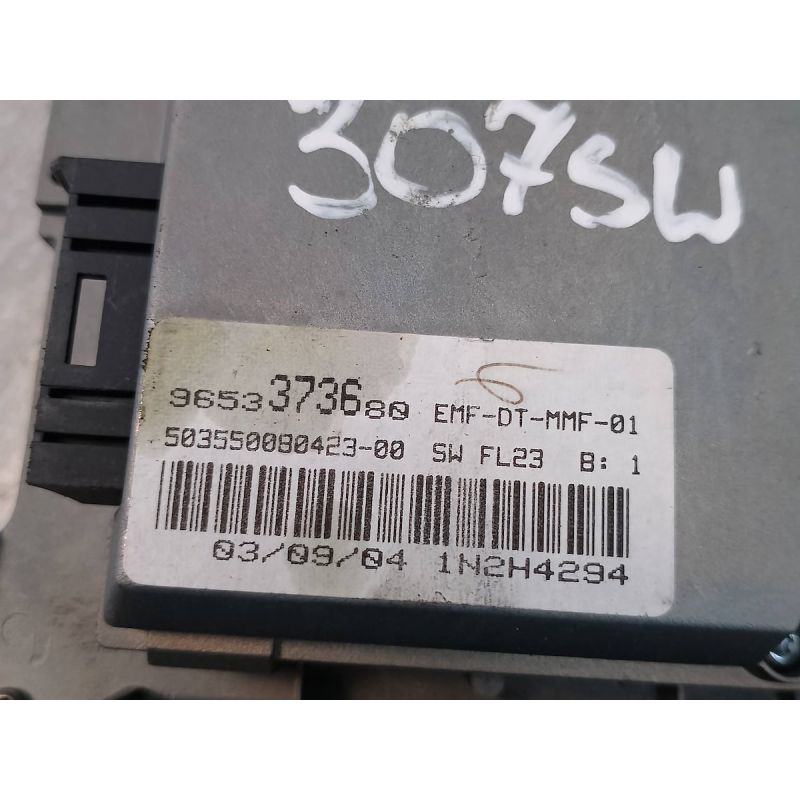 307SW
9653373680 EMF-DT-MMF-01
503550080423-00 SW FL23 B: 1
03/09/04 1N2H4294